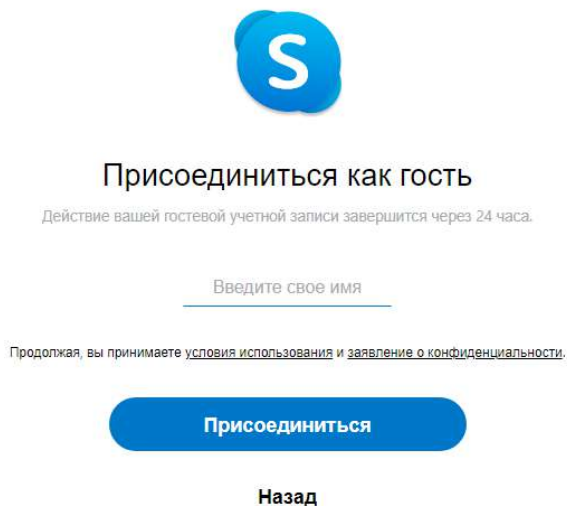 S
Присоединиться как гость
Действие вашей гостевой учетной записи завершится через 24 часа.
Введите свое имя
Продолжая, вы принимаете условия использования и заявление о конфиденциальности.
Присоединиться
Назад